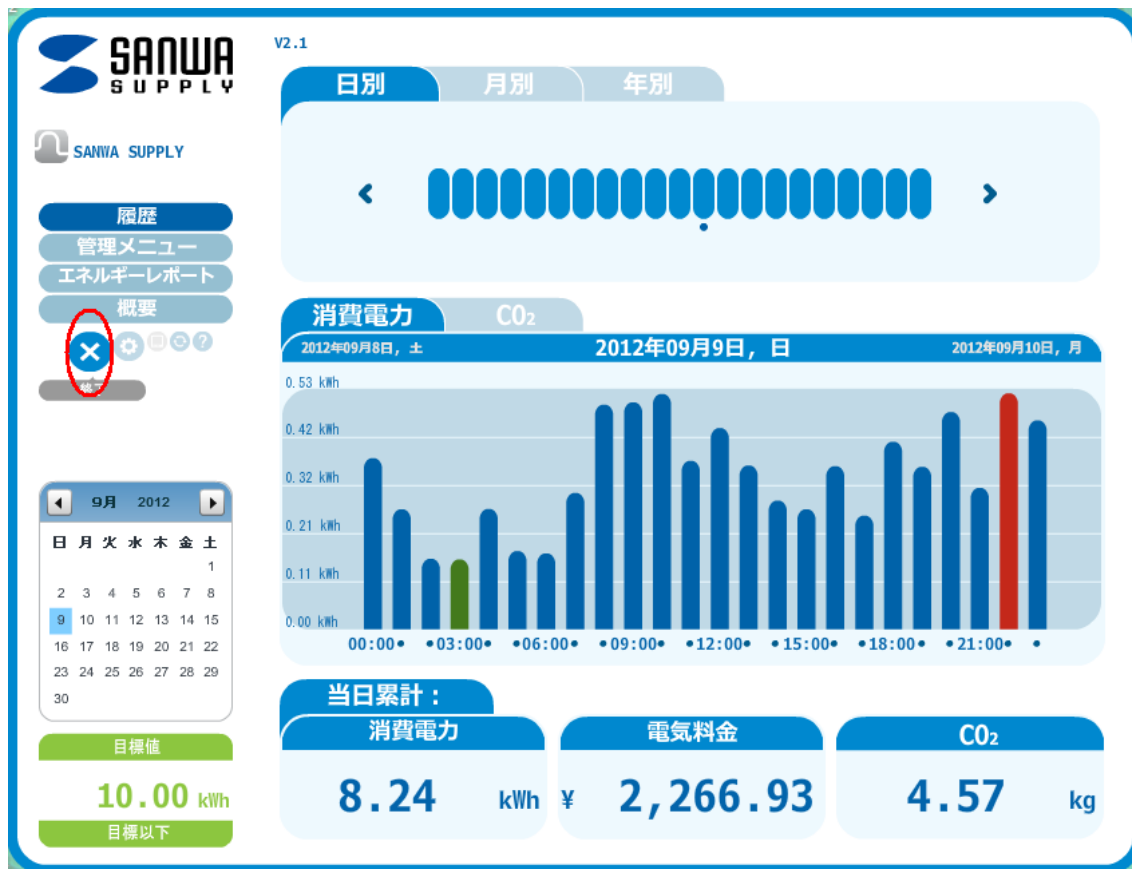 SANWA
SUPPLY
V2.1
日別
月別
年別
SANWA SUPPLY
履歴
管理メニュー
エネルギーレポート
概要
?
終了
消費電力
CO₂
2012年09月8日, 土
2012年09月9日, 日
2012年09月10日, 月
0.53 kWh
0.42 kWh
0.32 kWh
0.21 kWh
0.11 kWh
0.00 kWh
00:00• •03:00• •06:00• •09:00• •12:00• •15:00• •18:00• •21:00• •
9月 2012
日 月 火 水 木 金 土
1
2 3 4 5 6 7 8
9 10 11 12 13 14 15
16 17 18 19 20 21 22
23 24 25 26 27 28 29
30
目標値
10.00 kWh
目標以下
当日累計：
消費電力
8.24 kWh
電気料金
¥ 2,266.93
CO₂
4.57 kg